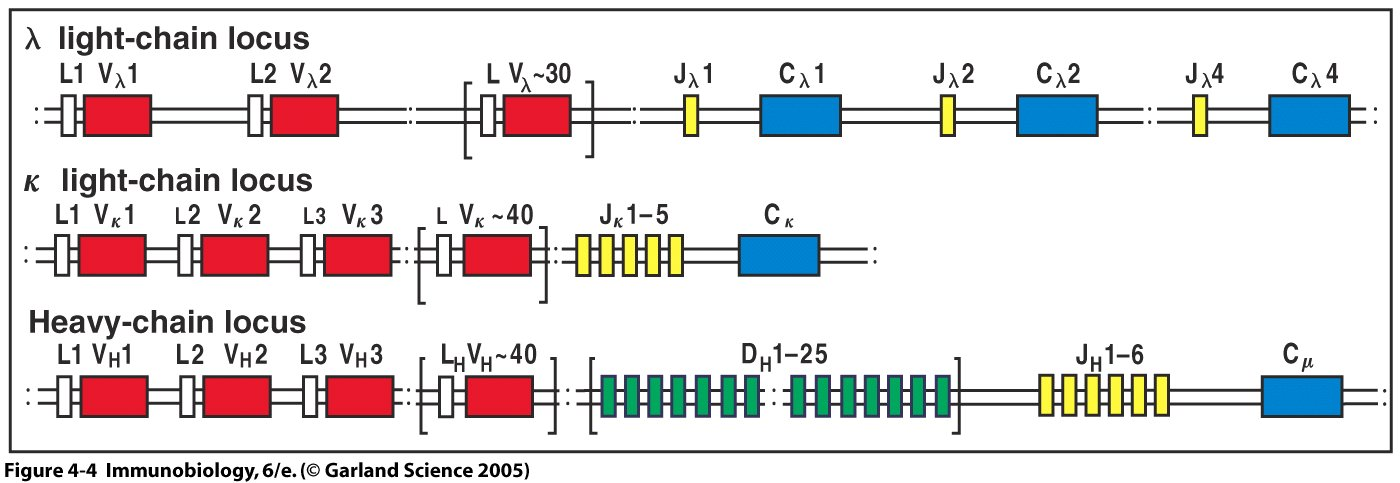 λ light-chain locus
L1 Vλ1 L2 Vλ2 L Vλ~30 Jλ1 Cλ1 Jλ2 Cλ2 Jλ4 Cλ4
κ light-chain locus
L1 Vκ1 L2 Vκ2 L3 Vκ3 L Vκ~40 Jκ1–5 Cκ
Heavy-chain locus
L1 VH1 L2 VH2 L3 VH3 LHVH~40 DH1–25 JH1–6 Cμ
Figure 4-4 Immunobiology, 6/e. (© Garland Science 2005)